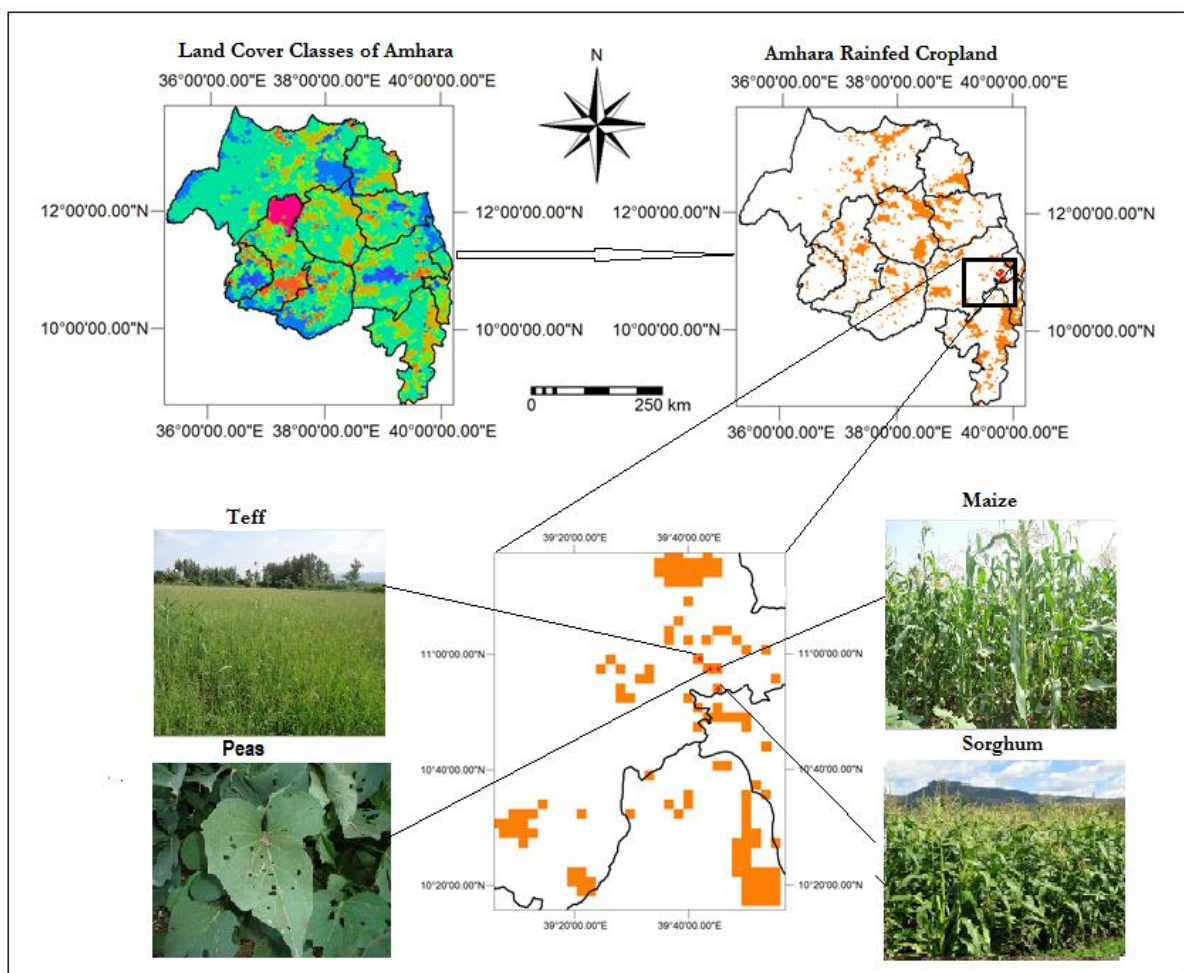 Land Cover Classes of Amhara
36°00'00.00"E 38°00'00.00"E 40°00'00.00"E
12°00'00.00"N
12°00'00.00"N
10°00'00.00"N
10°00'00.00"N
36°00'00.00"E 38°00'00.00"E 40°00'00.00"E
N
0 250 km
Amhara Rainfed Cropland
36°00'00.00"E 38°00'00.00"E 40°00'00.00"E
12°00'00.00"N
12°00'00.00"N
10°00'00.00"N
10°00'00.00"N
36°00'00.00"E 38°00'00.00"E 40°00'00.00"E
Teff
Peas
39°20'00.00"E 39°40'00.00"E
11°00'00.00"N
11°00'00.00"N
10°40'00.00"N
10°40'00.00"N
10°20'00.00"N
10°20'00.00"N
39°20'00.00"E 39°40'00.00"E
Maize
Sorghum